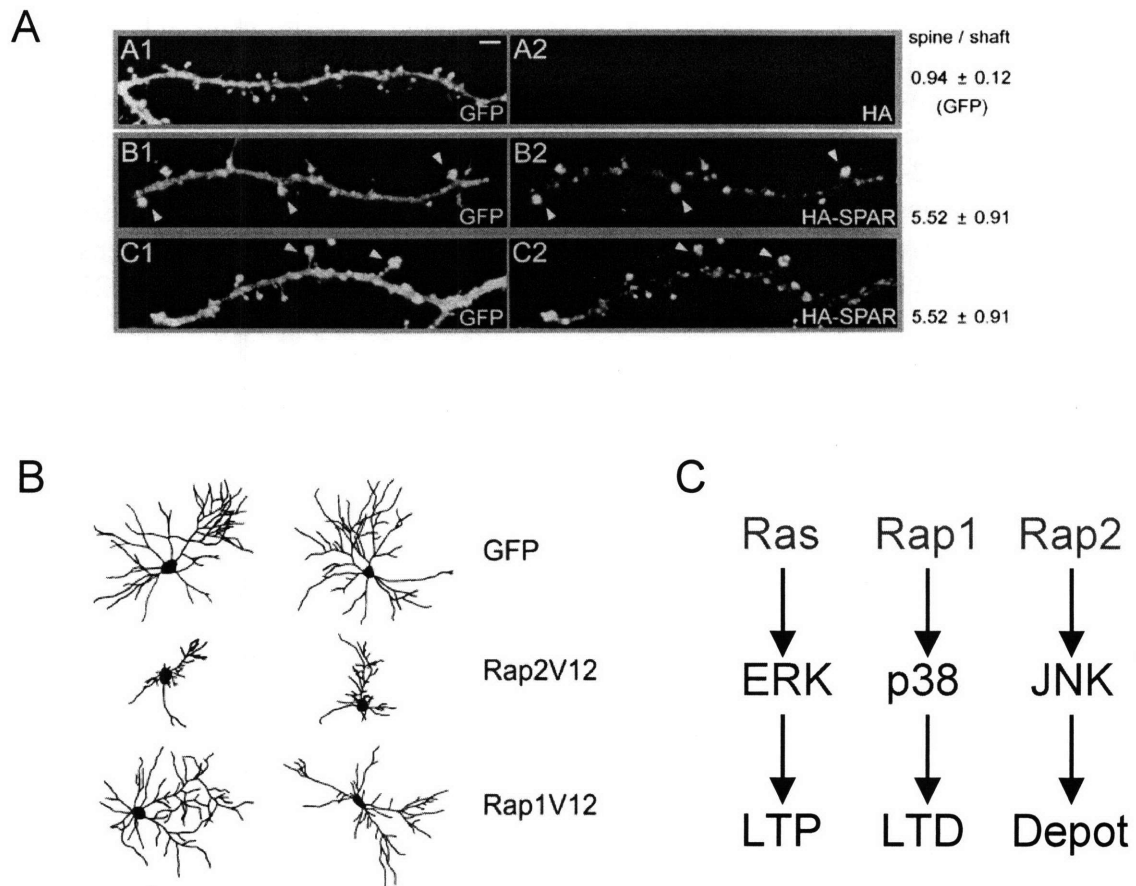 A
spine / shaft
A1
A2
0.94 ± 0.12
(GFP)
GFP
HA
B1
B2
GFP
HA-SPAR
5.52 ± 0.91
C1
C2
GFP
HA-SPAR
5.52 ± 0.91
B
C
GFP
Rap2V12
Rap1V12
Ras Rap1 Rap2
ERK p38 JNK
LTP LTD Depot